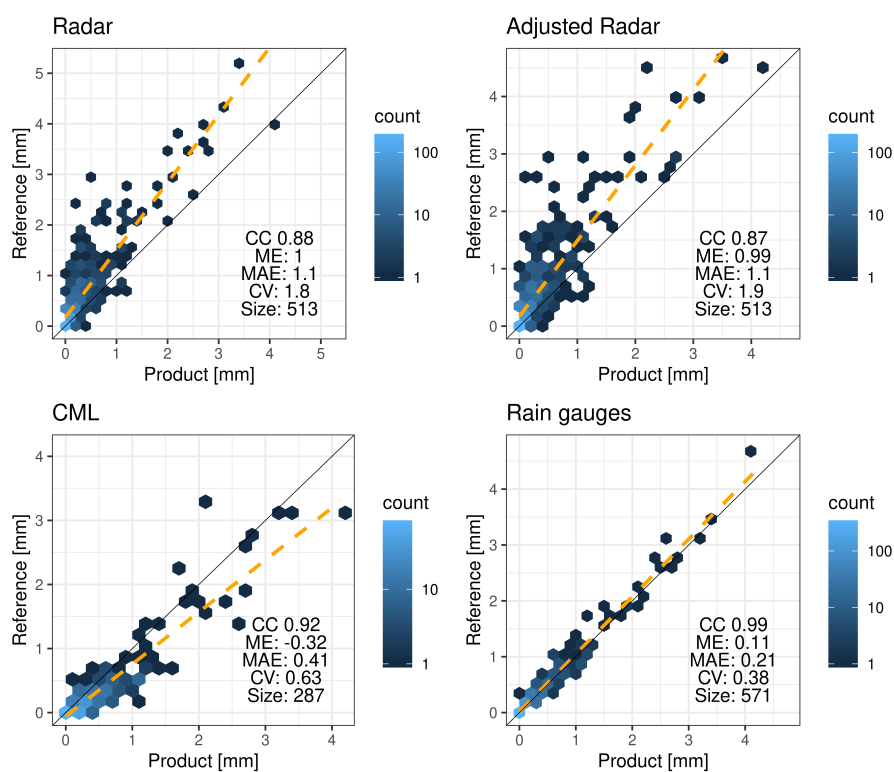 Radar
Reference [mm]
5
4
3
2
1
0
0 1 2 3 4 5
Product [mm]
CC 0.88
ME: 1
MAE: 1.1
CV: 1.8
Size: 513
count
100
10
1
Adjusted Radar
Reference [mm]
4
3
2
1
0
0 2 4
Product [mm]
CC 0.87
ME: 0.99
MAE: 1.1
CV: 1.9
Size: 513
count
100
10
1
CML
Reference [mm]
4
3
2
1
0
0 1 2 3 4
Product [mm]
CC 0.92
ME: -0.32
MAE: 0.41
CV: 0.63
Size: 287
count
10
1
Rain gauges
Reference [mm]
4
3
2
1
0
0 1 2 3 4
Product [mm]
CC 0.99
ME: 0.11
MAE: 0.21
CV: 0.38
Size: 571
count
100
10
1